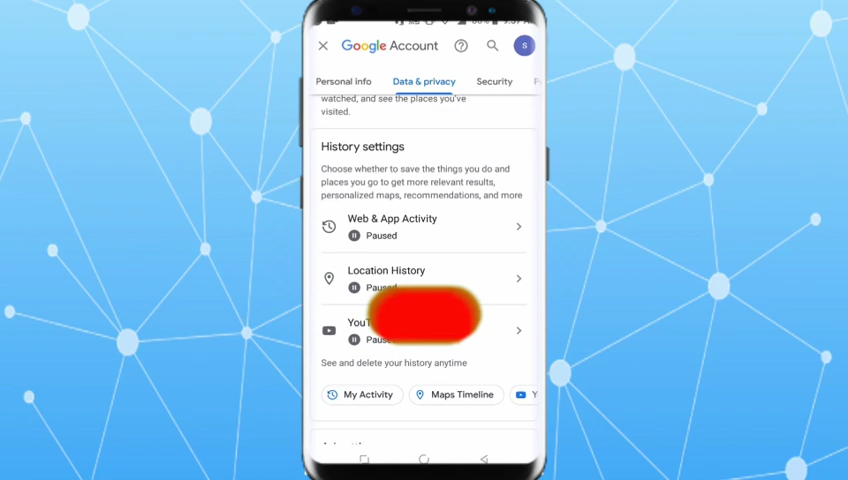 Google Account
S
Personal info Data & privacy Security
watched, and see the places you've
visited.
History settings
Choose whether to save the things you do and
places you go to get more relevant results,
personalized maps, recommendations, and more
Web & App Activity
Paused
Location History
Paused
See and delete your history anytime
My Activity Maps Timeline